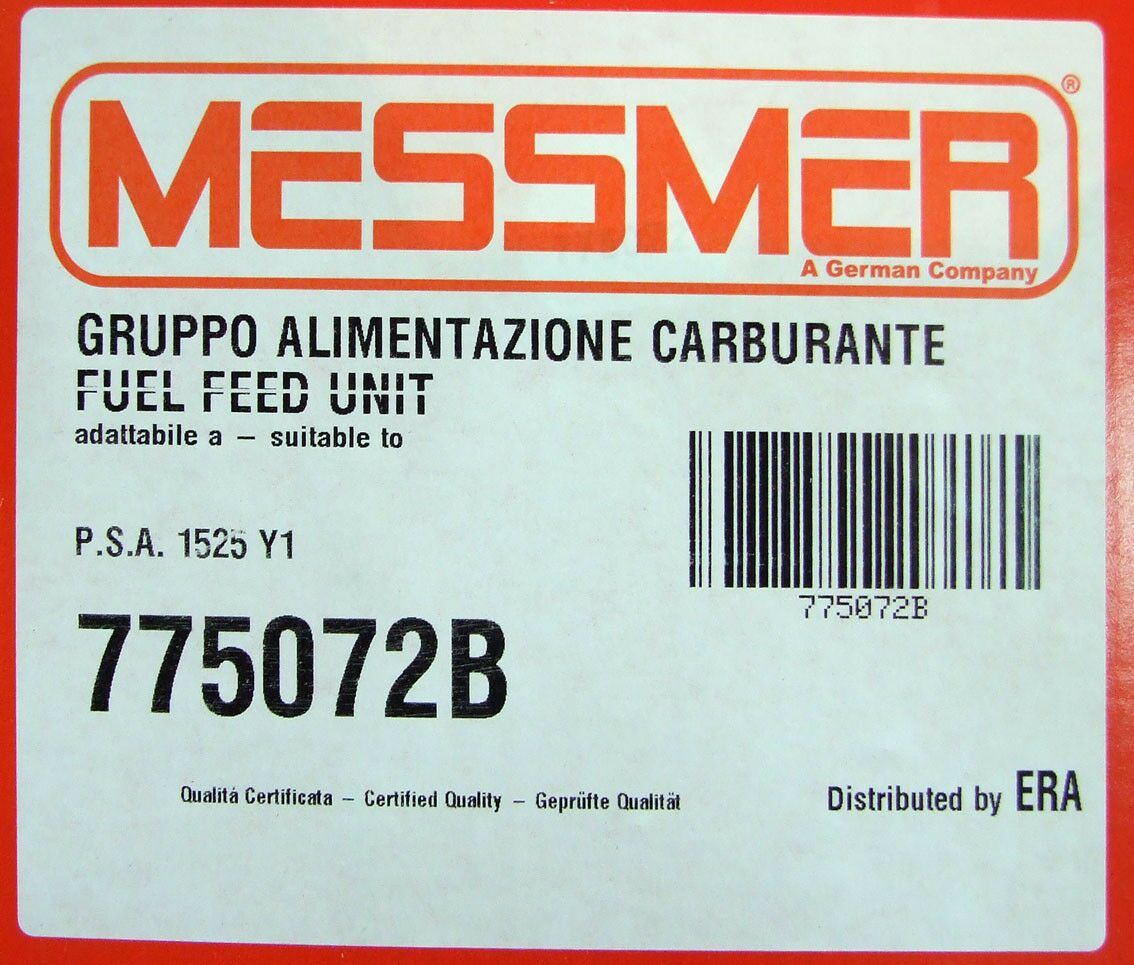 MESSMER ®
A German Company
GRUPPO ALIMENTAZIONE CARBURANTE
FUEL FEED UNIT
adattabile a – suitable to
P.S.A. 1525 Y1
775072B
775072B
Qualitá Certificata – Certified Quality – Geprüfte Qualität
Distributed by ERA